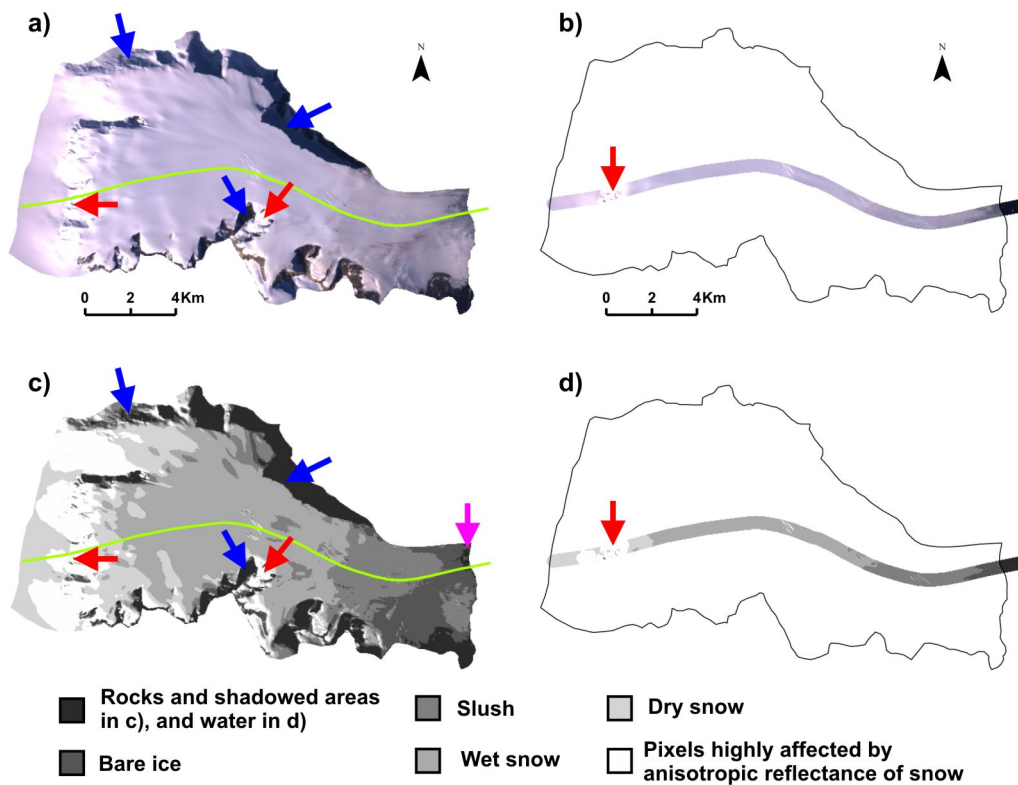 a)
N
0 2 4Km
b)
N
0 2 4Km
c)
d)
Rocks and shadowed areas
in c), and water in d)
Slush
Dry snow
Bare ice
Wet snow
Pixels highly affected by
anisotropic reflectance of snow